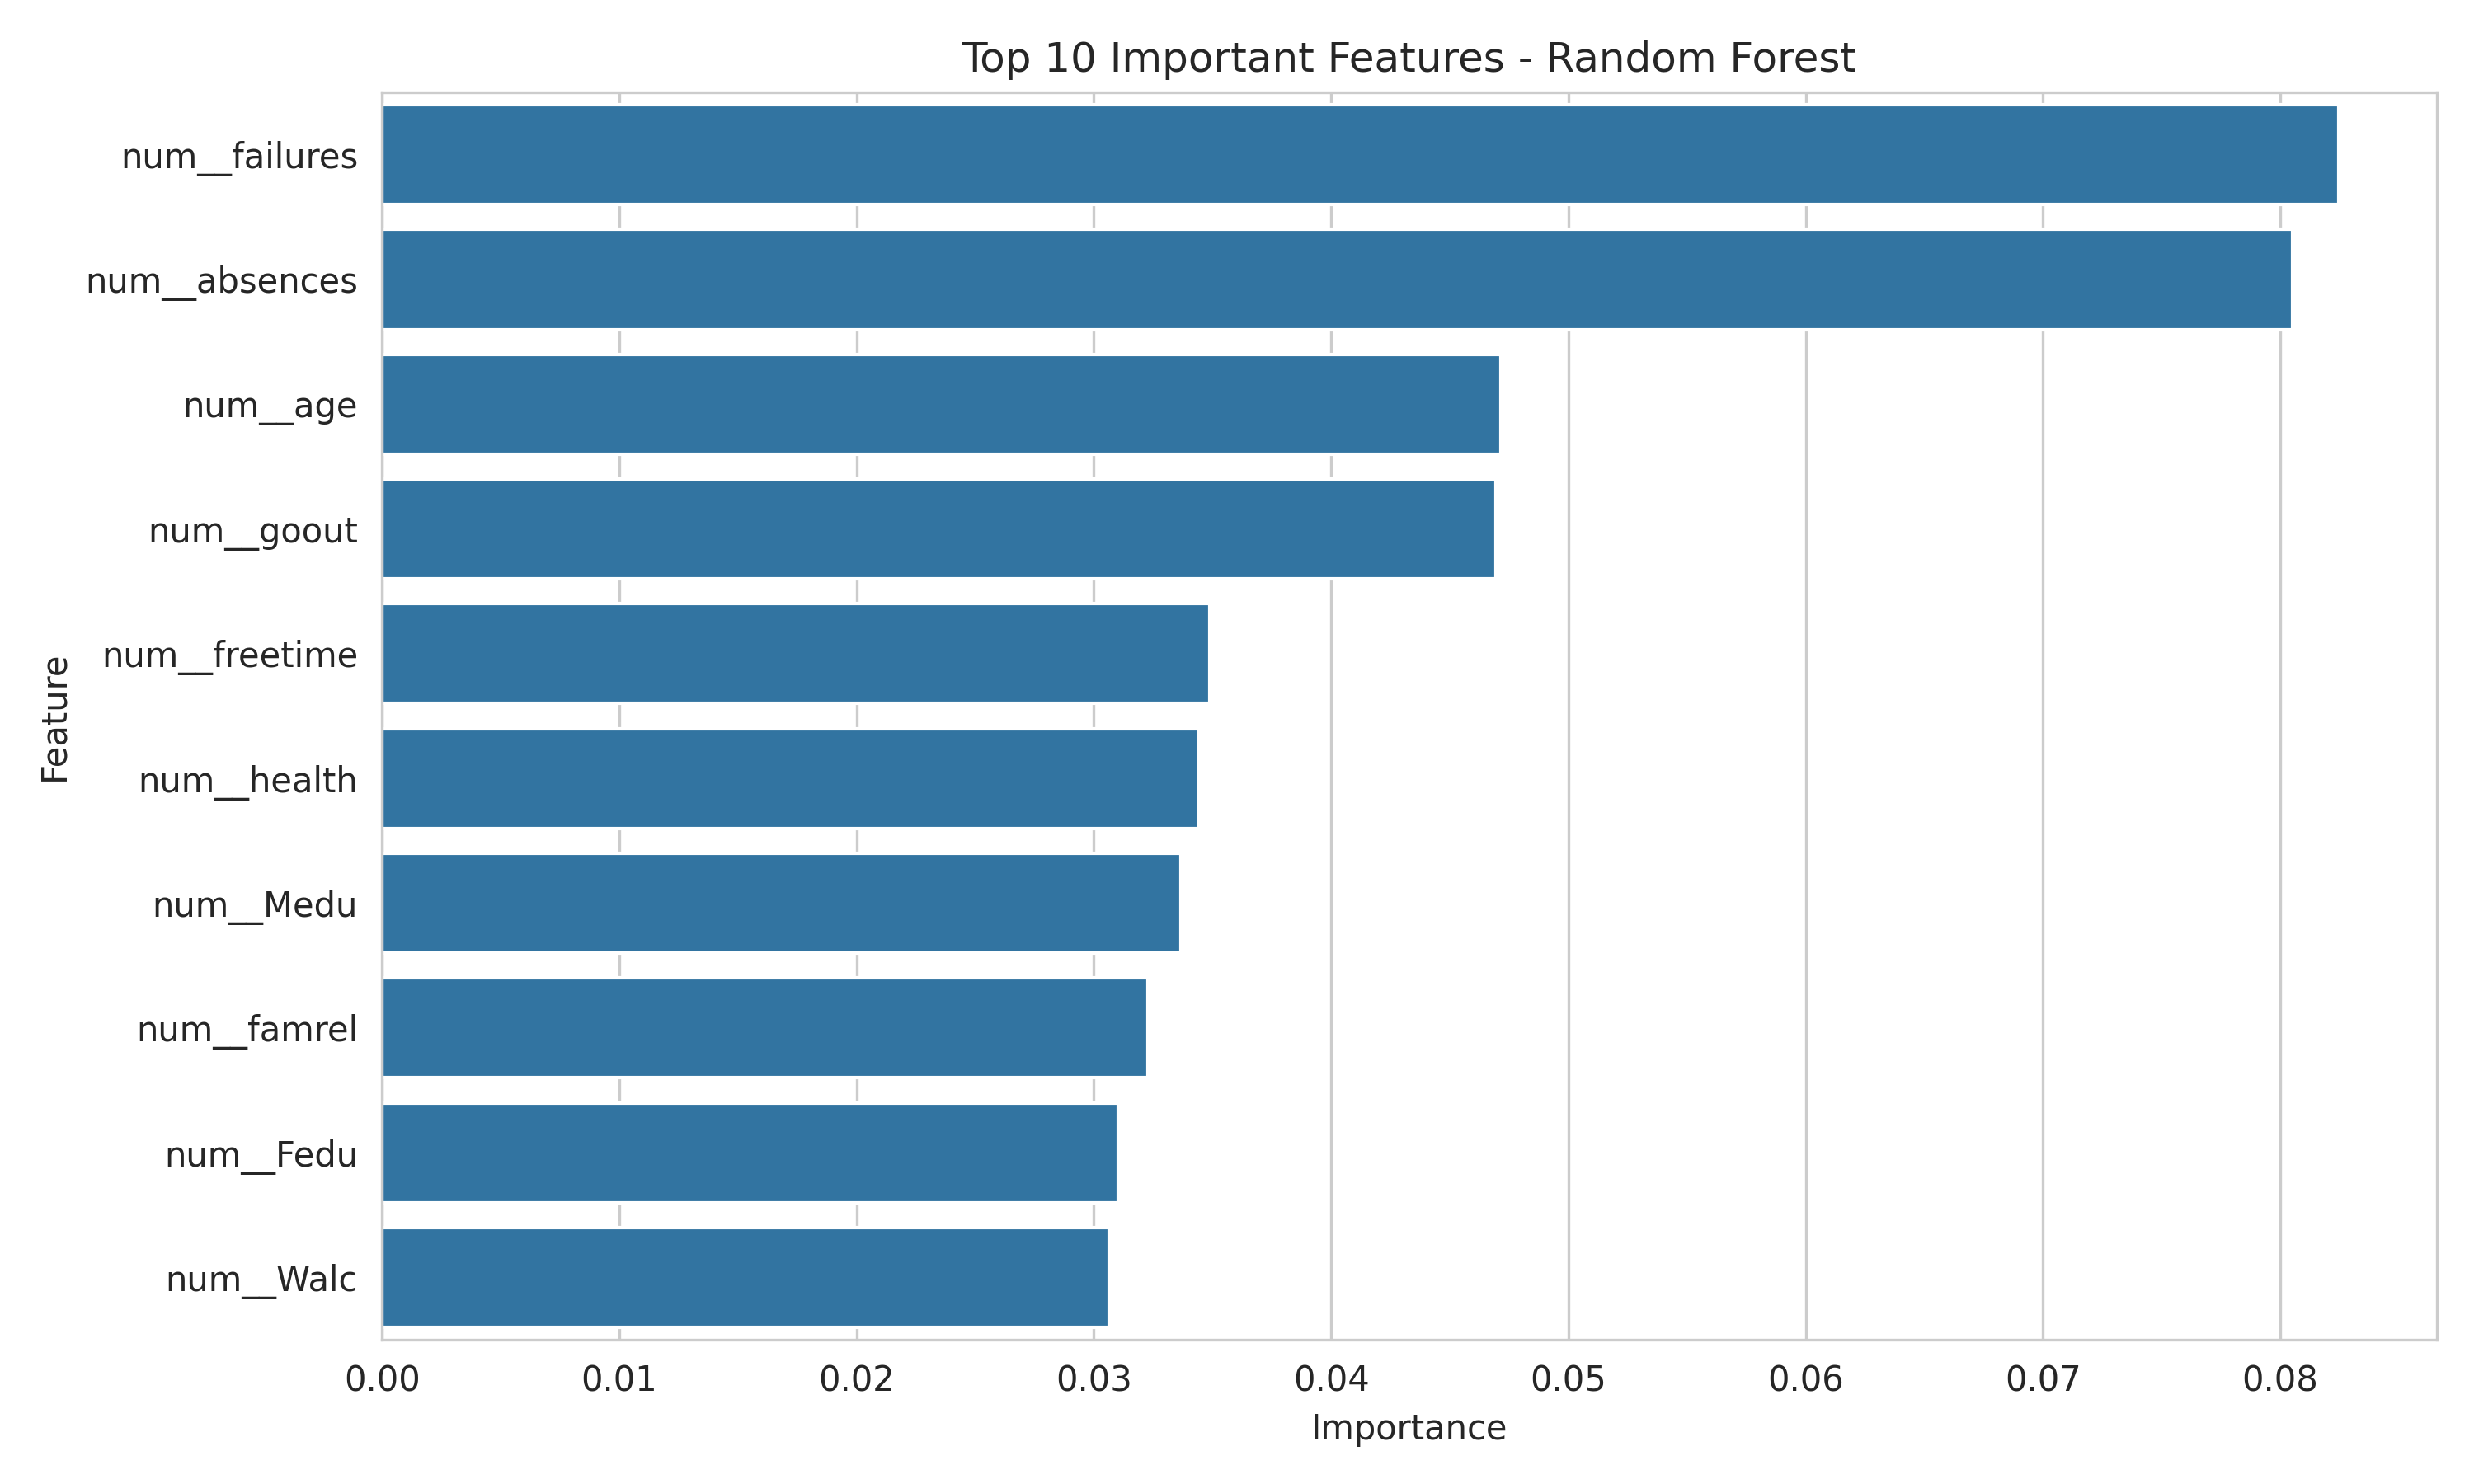 Top 10 Important Features - Random Forest
num__failures
num__absences
num__age
num__goout
num__freetime
num__health
num__Medu
num__famrel
num__Fedu
num__Walc
Feature
0.00 0.01 0.02 0.03 0.04 0.05 0.06 0.07 0.08
Importance